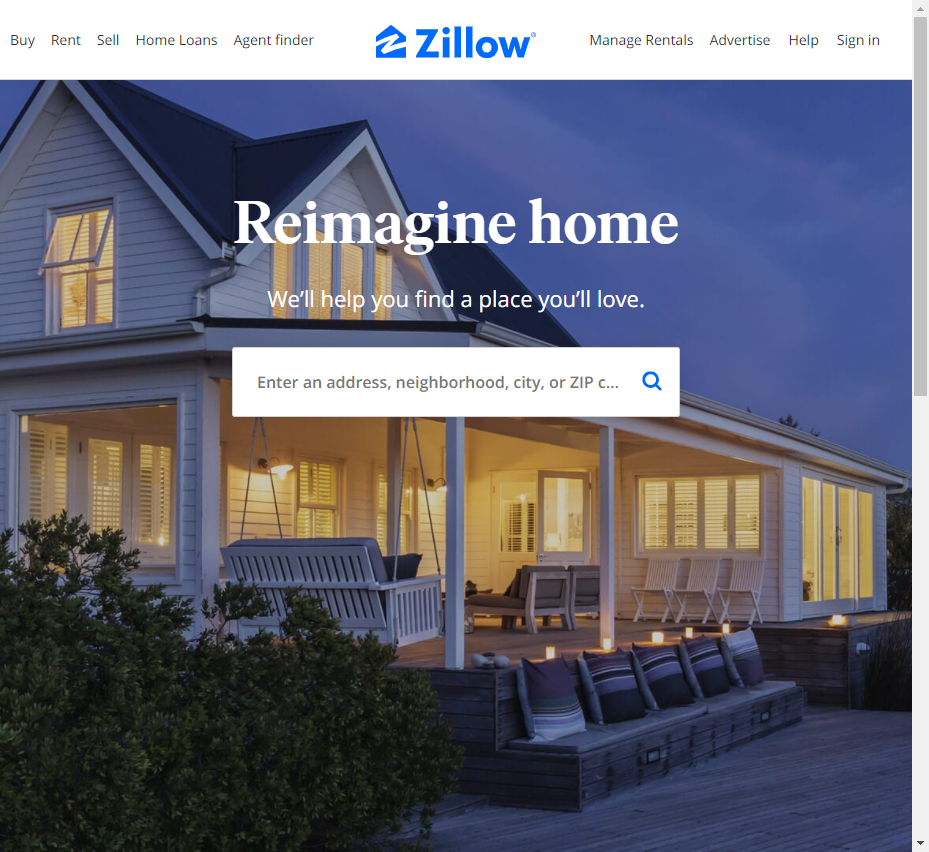 Buy Rent Sell Home Loans Agent finder Zillow® Manage Rentals Advertise Help Sign in
Reimagine home
We'll help you find a place you'll love.
Enter an address, neighborhood, city, or ZIP c...